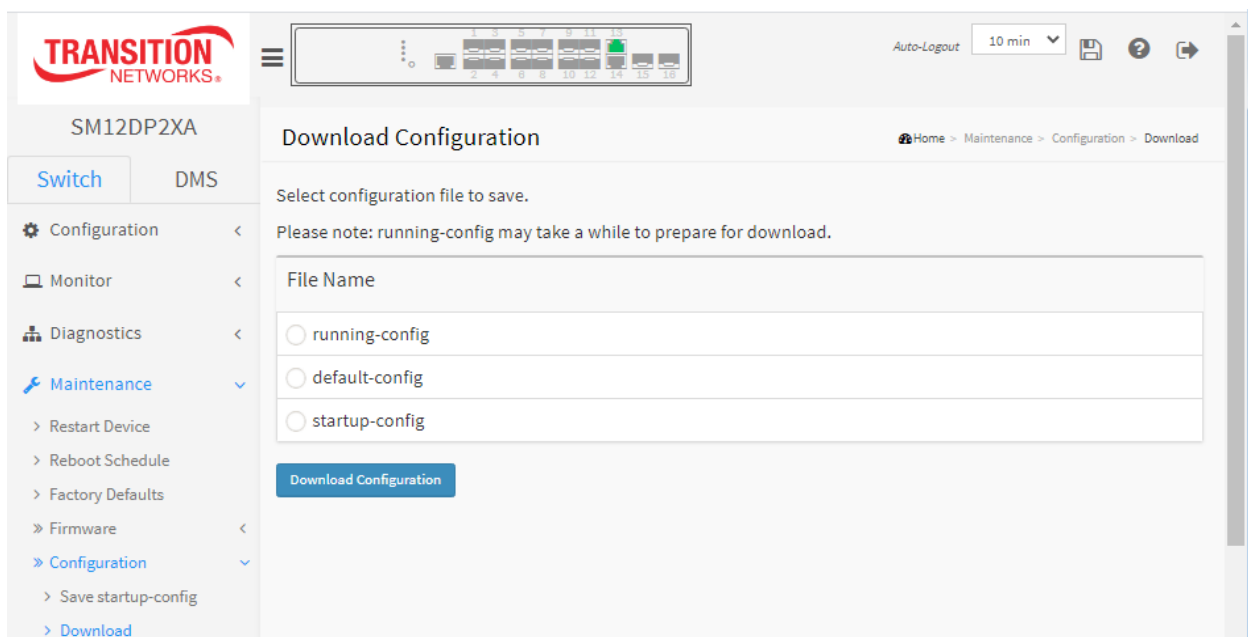 TRANSITION
NETWORKS®
1 3 5 7 9 11 13
2 4 6 8 10 12 14 15 16
Auto-Logout 10 min
SM12DP2XA
Switch DMS
Configuration
Monitor
Diagnostics
Maintenance
Restart Device
Reboot Schedule
Factory Defaults
Firmware
Configuration
Save startup-config
Download
Download Configuration
Home > Maintenance > Configuration > Download
Select configuration file to save.
Please note: running-config may take a while to prepare for download.
File Name
running-config
default-config
startup-config
Download Configuration